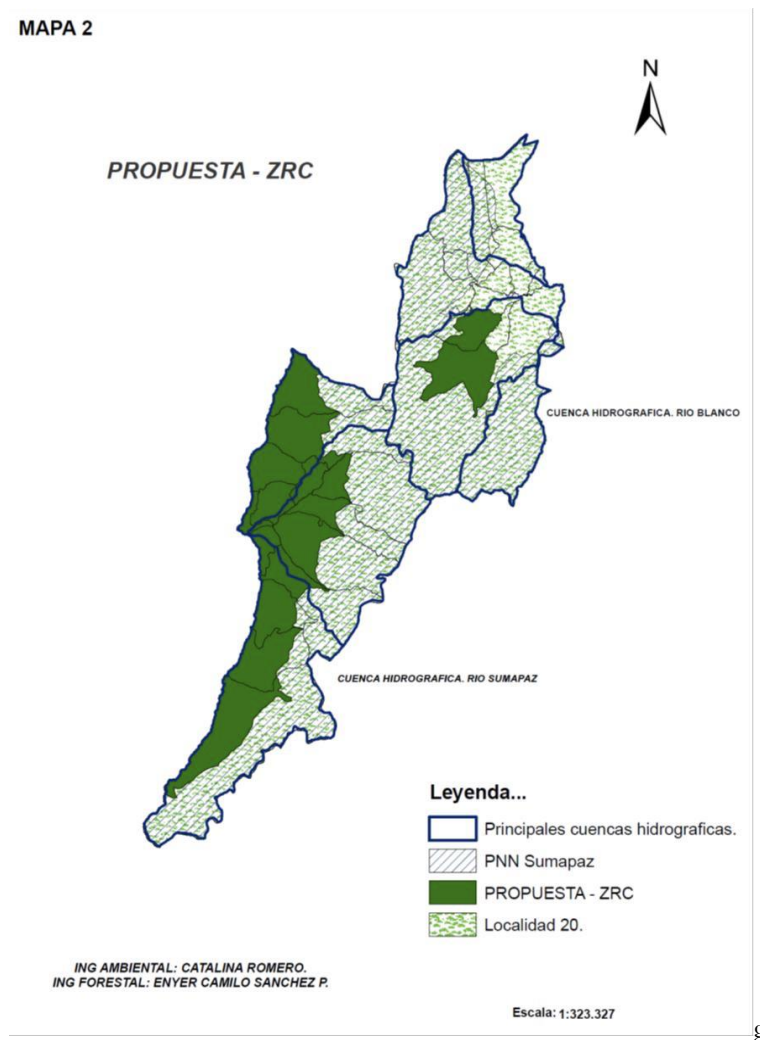 MAPA 2
N
PROPUESTA - ZRC
CUENCA HIDROGRAFICA. RIO BLANCO
CUENCA HIDROGRAFICA. RIO SUMAPAZ
Leyenda...
Principales cuencas hidrograficas.
PNN Sumapaz
PROPUESTA - ZRC
Localidad 20.
ING AMBIENTAL: CATALINA ROMERO.
ING FORESTAL: ENYER CAMILO SANCHEZ P.
Escala: 1:323.327